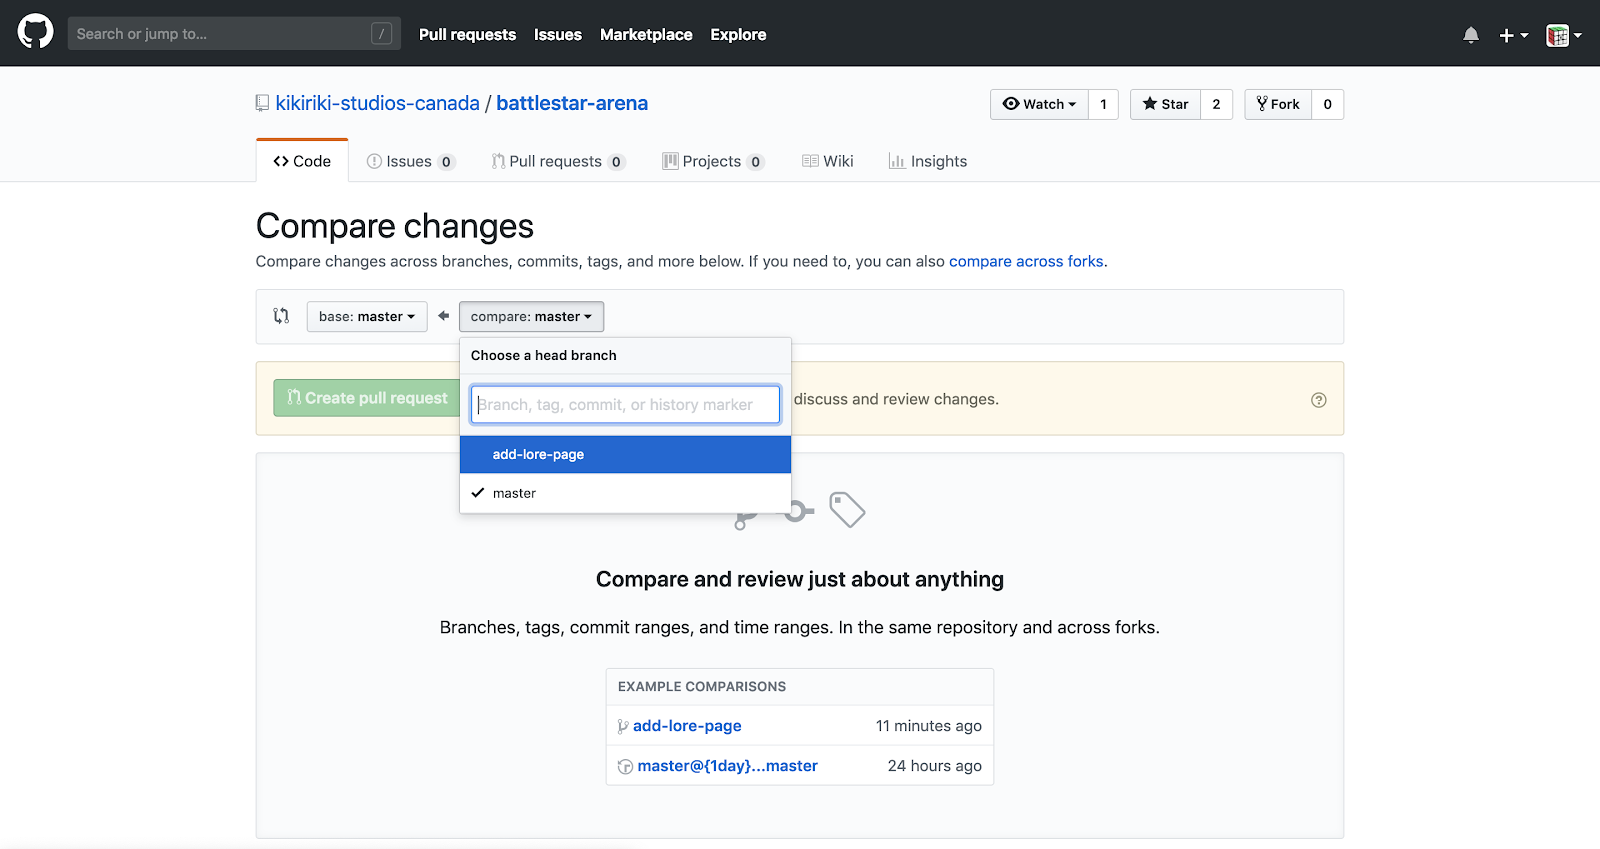 Search or jump to... / Pull requests Issues Marketplace Explore
kikiriki-studios-canada / battlestar-arena Watch 1 Star 2 Fork 0
Code Issues 0 Pull requests 0 Projects 0 Wiki Insights
Compare changes
Compare changes across branches, commits, tags, and more below. If you need to, you can also compare across forks.
base: master compare: master
Choose a head branch
Branch, tag, commit, or history marker
add-lore-page
master
Create pull request discuss and review changes.
Compare and review just about anything
Branches, tags, commit ranges, and time ranges. In the same repository and across forks.
EXAMPLE COMPARISONS
add-lore-page 11 minutes ago
master@{1day}...master 24 hours ago